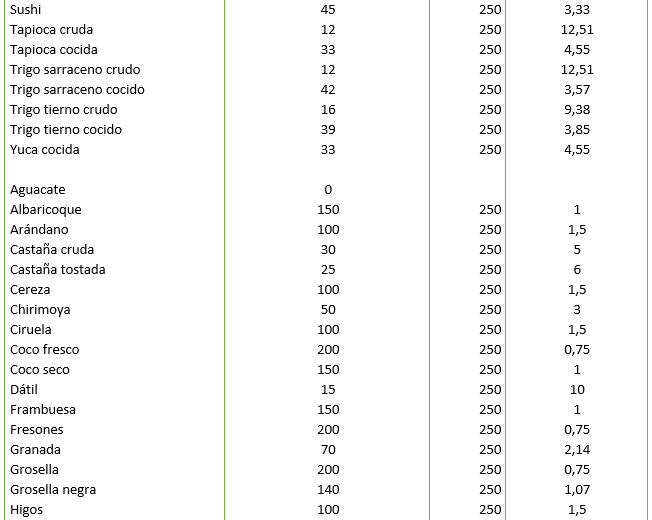 Sushi 45 250 3,33
Tapioca cruda 12 250 12,51
Tapioca cocida 33 250 4,55
Trigo sarraceno crudo 12 250 12,51
Trigo sarraceno cocido 42 250 3,57
Trigo tierno crudo 16 250 9,38
Trigo tierno cocido 39 250 3,85
Yuca cocida 33 250 4,55
Aguacate 0
Albaricoque 150 250 1
Arándano 100 250 1,5
Castaña cruda 30 250 5
Castaña tostada 25 250 6
Cereza 100 250 1,5
Chirimoya 50 250 3
Ciruela 100 250 1,5
Coco fresco 200 250 0,75
Coco seco 150 250 1
Dátil 15 250 10
Frambuesa 150 250 1
Fresones 200 250 0,75
Granada 70 250 2,14
Grosella 200 250 0,75
Grosella negra 140 250 1,07
Higos 100 250 1,5